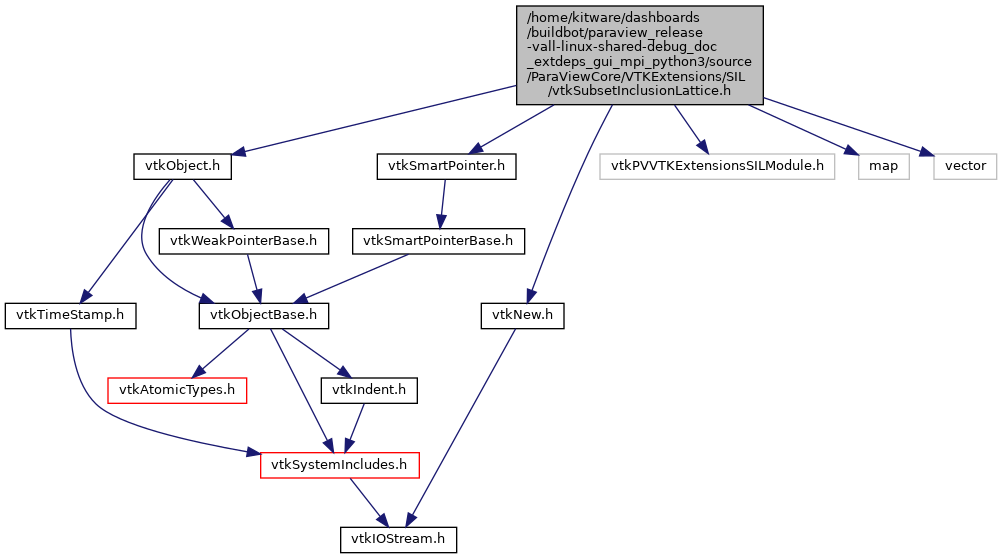 /home/kitware/dashboards
/buildbot/paraview_release
-vall-linux-shared-debug_doc
_extdeps_gui_mpi_python3/source
/ParaViewCore/VTKExtensions/SIL
/vtkSubsetInclusionLattice.h
vtkObject.h
vtkSmartPointer.h
vtkPVVTKExtensionsSILModule.h
map
vector
vtkWeakPointerBase.h
vtkSmartPointerBase.h
vtkTimeStamp.h
vtkObjectBase.h
vtkNew.h
vtkAtomicTypes.h
vtkIndent.h
vtkSystemIncludes.h
vtkIOStream.h